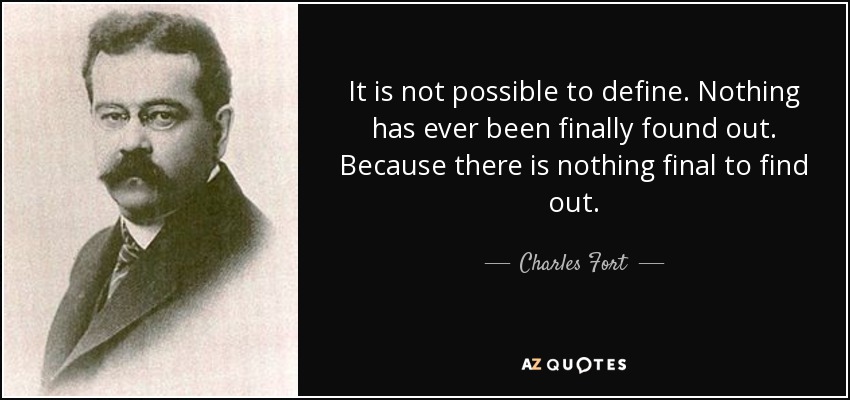 It is not possible to define. Nothing
has ever been finally found out.
Because there is nothing final to find
out.
Charles Fort
AZ QUOTES